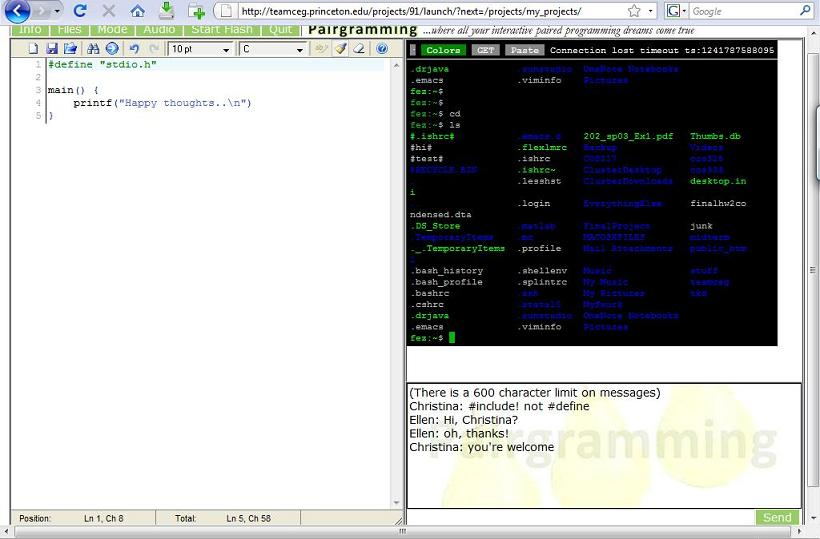 http://teamceg.princeton.edu/projects/91/launch/?next=/projects/my_projects/
Google
Info Files Mode Audio Start Flash Quit
Pairgramming ...where all your interactive paired programming dreams come true
10 pt C
1 #define "stdio.h"
2
3 main() {
4 printf("Happy thoughts..\n")
5 }
Position: Ln 1, Ch 8 Total: Ln 5, Ch 58
Colors GET Paste Connection lost timeout ts:1241787588095
.drjava .sunstudio OneNote Notebooks
.emacs .viminfo Pictures
fez:~$
fez:~$
fez:~$ cd
fez:~$ ls
#.ishrc# .emacs.d 202_sp03_Ex1.pdf Thumbs.db
#hi# .flexlmrc Backup Videos
#test# .ishrc COS217
$RECYCLE.BIN .ishrc~ ClusterDesktop cos333
.lesshst ClusterDownloads desktop.in
i
.login EverythingElse finalhw2co
ndensed.dta
.DS_Store .matlab FinalProject junk
.TemporaryItems mc MACOSXFILES midterm
._.TemporaryItems .profile Mail Attachments public_htm
l
.bash_history .shellenv Music stuff
.bash_profile .splintrc My Music teamceg
.bashrc .ssh My Pictures
.cshrc MyWork
.drjava .sunstudio OneNote Notebooks
.emacs .viminfo Pictures
fez:~$
(There is a 600 character limit on messages)
Christina: #include! not #define
Ellen: Hi, Christina?
Ellen: oh, thanks!
Christina: you're welcome
Pairgramming
Send